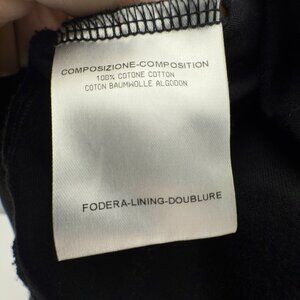 COMPOSIZIONE-COMPOSITION
100% COTONE COTTON
COTON BAUMWOLLE ALGODON
FODERA-LINING-DOUBLURE